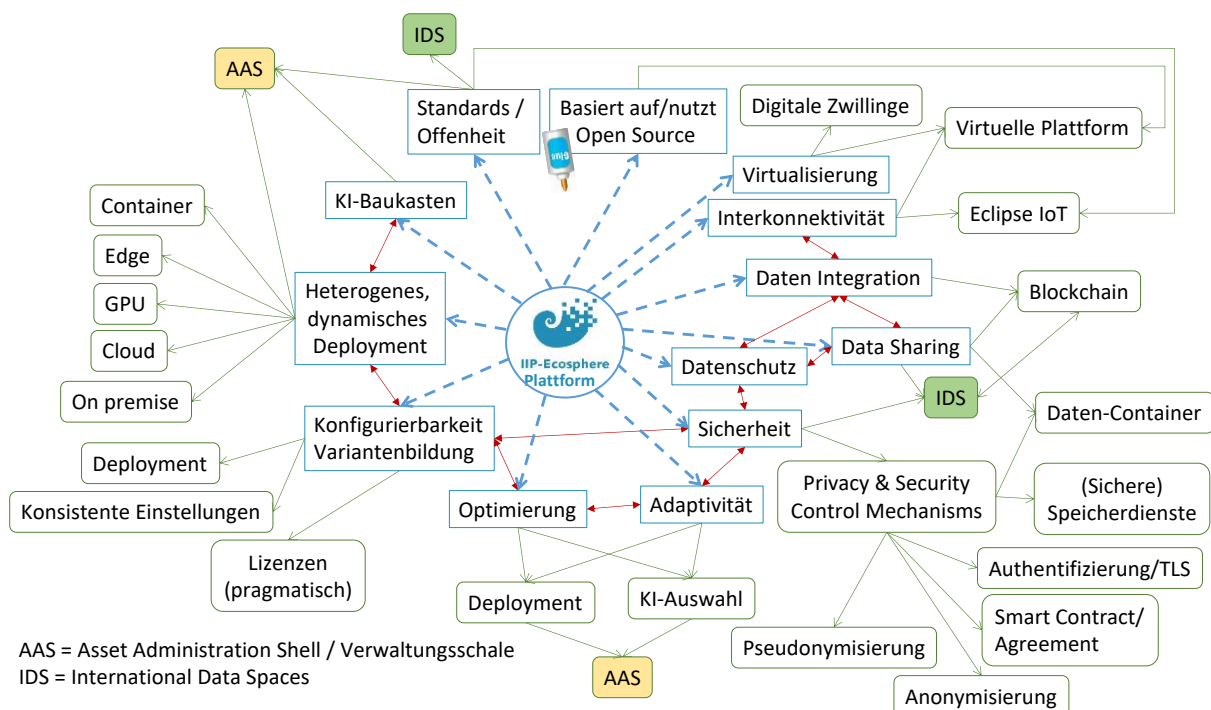 IDS
AAS
Standards /
Offenheit
Basiert auf/nutzt
Open Source
Digitale Zwillinge
Virtuelle Plattform
Virtualisierung
KI-Baukasten
Interkonnektivität
Eclipse IoT
Container
Edge
GPU
Cloud
On premise
Heterogenes,
dynamisches
Deployment
Daten Integration
Blockchain
IIP-Ecosphere
Plattform
Data Sharing
Datenschutz
IDS
Daten-Container
Konfigurierbarkeit
Variantenbildung
Sicherheit
Deployment
Konsistente Einstellungen
Lizenzen
(pragmatisch)
Optimierung
Adaptivität
Privacy & Security
Control Mechanisms
(Sichere)
Speicherdienste
Authentifizierung/TLS
Deployment
KI-Auswahl
Smart Contract/
Agreement
Pseudonymisierung
Anonymisierung
AAS
AAS = Asset Administration Shell / Verwaltungsschale
IDS = International Data Spaces